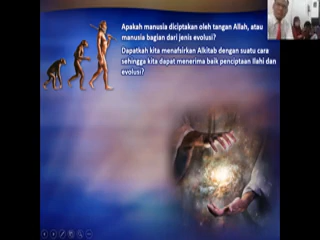 Apakah manusia diciptakan oleh tangan Allah, atau
manusia bagian dari jenis evolusi?
Dapatkah kita menafsirkan Alkitab dengan suatu cara
sehingga kita dapat menerima baik penciptaan Ilahi dan
evolusi?